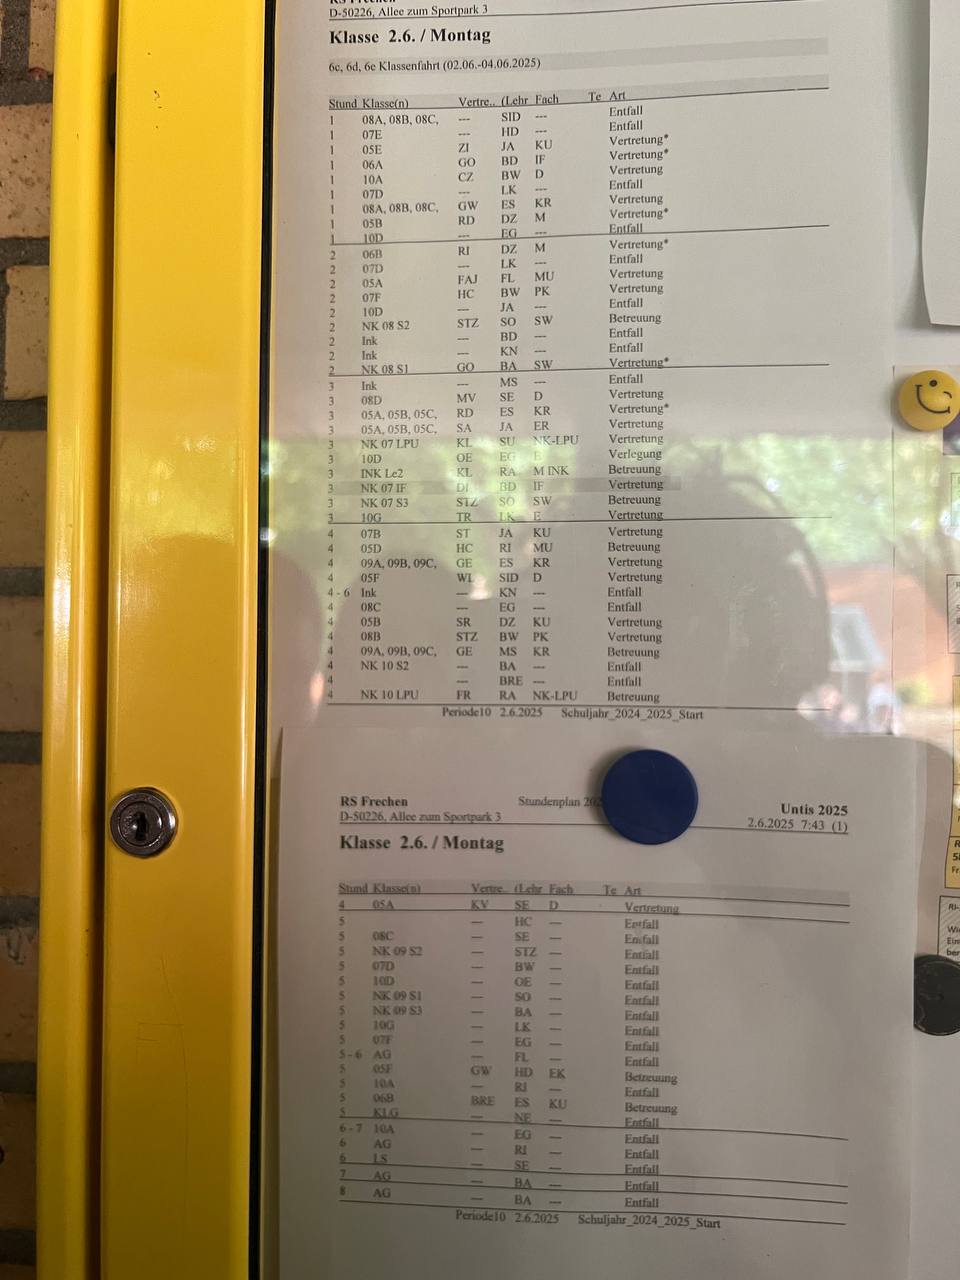 RS Frechen
D-50226, Allee zum Sportpark 3
Klasse 2.6. / Montag
6c, 6d, 6e Klassenfahrt (02.06.-04.06.2025)
Stund Klasse(n) Vertre.. (Lehr Fach Te Art
1 08A, 08B, 08C, --- SID --- Entfall
1 07E --- HD --- Entfall
1 05E ZI JA KU Vertretung*
1 06A GO BD IF Vertretung*
1 10A CZ BW D Vertretung
1 07D --- LK --- Entfall
1 08A, 08B, 08C, GW ES KR Vertretung
1 05B RD DZ M Vertretung*
1 10D --- EG --- Entfall
2 06B RI DZ M Vertretung*
2 07D --- LK --- Entfall
2 05A FAJ FL MU Vertretung
2 07F HC BW PK Vertretung
2 10D --- JA --- Entfall
2 NK 08 S2 STZ SO SW Betreuung
2 Ink --- BD --- Entfall
2 Ink --- KN --- Entfall
2 NK 08 S1 GO BA SW Vertretung*
3 Ink --- MS --- Entfall
3 08D MV SE D Vertretung
3 05A, 05B, 05C, RD ES KR Vertretung*
3 05A, 05B, 05C, SA JA ER Vertretung
3 NK 07 LPU KL SU NK-LPU Vertretung
3 10D OE EG E Verlegung
3 INK Le2 KL RA M INK Betreuung
3 NK 07 IF DI BD IF Vertretung
3 NK 07 S3 STZ SO SW Betreuung
3 10G TR LK E Vertretung
4 07B ST JA KU Vertretung
4 05D HC RI MU Betreuung
4 09A, 09B, 09C, GE ES KR Vertretung
4 05F WL SID D Vertretung
4 - 6 Ink --- KN --- Entfall
4 08C --- EG --- Entfall
4 05B SR DZ KU Vertretung
4 08B STZ BW PK Vertretung
4 09A, 09B, 09C, GE MS KR Betreuung
4 NK 10 S2 --- BA --- Entfall
4 --- BRE --- Entfall
4 NK 10 LPU FR RA NK-LPU Betreuung
Periode10 2.6.2025 Schuljahr_2024_2025_Start
RS Frechen Stundenplan Untis 2025
D-50226, Allee zum Sportpark 3 2.6.2025 7:43 (1)
Klasse 2.6. / Montag
Stund Klasse(n) Vertre.. (Lehr Fach Te Art
4 05A KV SE D Vertretung
5 --- HC --- Entfall
5 08C --- SE --- Entfall
5 NK 09 S2 --- STZ --- Entfall
5 07D --- BW --- Entfall
5 10D --- OE --- Entfall
5 NK 09 S1 --- SO --- Entfall
5 NK 09 S3 --- BA --- Entfall
5 10G --- LK --- Entfall
5 07F --- EG --- Entfall
5 - 6 AG --- FL --- Entfall
5 05F GW HD EK Betreuung
5 10A --- RI --- Entfall
5 06B BRE ES KU Betreuung
5 KLG --- NE --- Entfall
6 - 7 10A --- EG --- Entfall
6 AG --- RI --- Entfall
6 LS --- SE --- Entfall
7 AG --- BA --- Entfall
8 AG --- BA --- Entfall
Periode10 2.6.2025 Schuljahr_2024_2025_Start